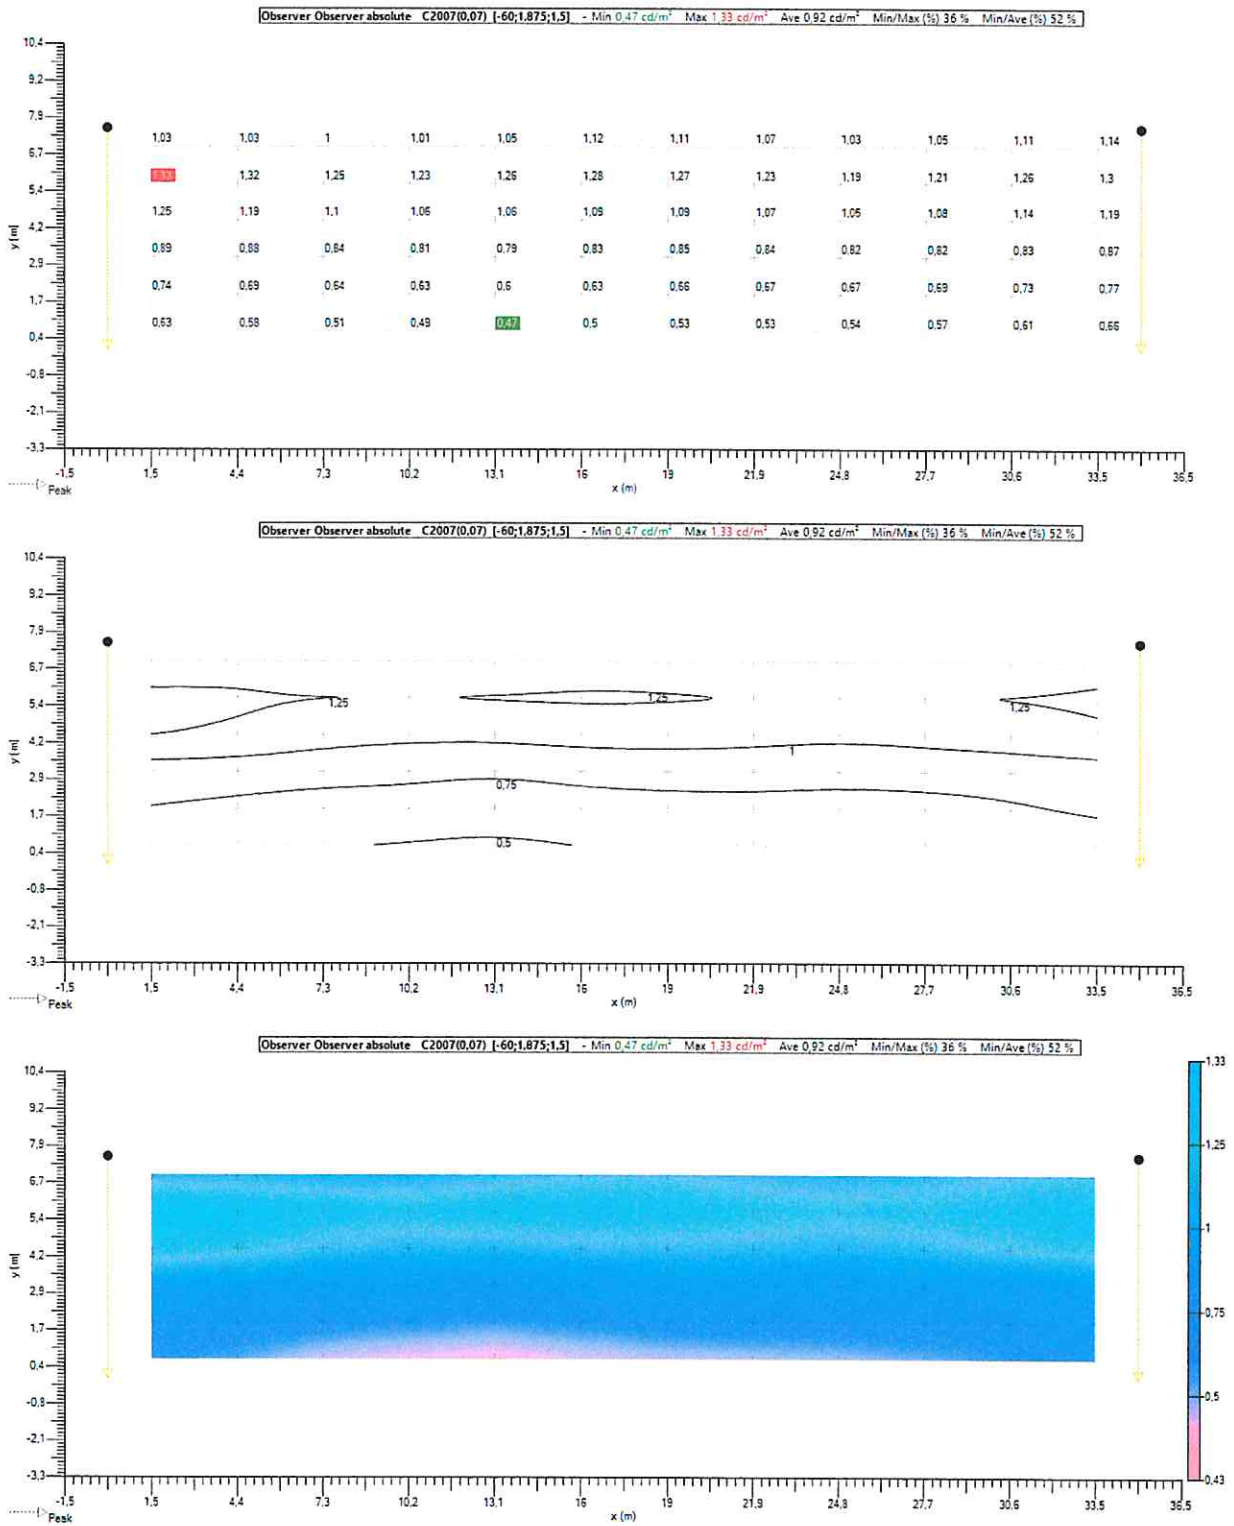 Observer Observer absolute C2007(0,07) [-60;1,875;1,5] - Min 0,47 cd/m² Max 1,33 cd/m² Ave 0,92 cd/m² Min/Max (%) 36 % Min/Ave (%) 52 %
10,4
9,2
7,9
6,7
5,4
4,2
2,9
1,7
0,4
-0,8
-2,1
-3,3
y [m]
1,03 1,03 1 1,01 1,05 1,12 1,11 1,07 1,03 1,05 1,11 1,14
1,33 1,32 1,25 1,23 1,26 1,28 1,27 1,23 1,19 1,21 1,26 1,3
1,25 1,19 1,1 1,06 1,06 1,09 1,09 1,07 1,05 1,08 1,14 1,19
0,89 0,88 0,84 0,81 0,79 0,83 0,85 0,84 0,82 0,82 0,83 0,87
0,74 0,69 0,64 0,63 0,6 0,63 0,66 0,67 0,67 0,69 0,73 0,77
0,63 0,58 0,51 0,49 0,47 0,5 0,53 0,53 0,54 0,57 0,61 0,66
-1,5 1,5 4,4 7,3 10,2 13,1 16 19 21,9 24,8 27,7 30,6 33,5 36,5
Peak
x (m)
Observer Observer absolute C2007(0,07) [-60;1,875;1,5] - Min 0,47 cd/m² Max 1,33 cd/m² Ave 0,92 cd/m² Min/Max (%) 36 % Min/Ave (%) 52 %
10,4
9,2
7,9
6,7
5,4
4,2
2,9
1,7
0,4
-0,8
-2,1
-3,3
y [m]
1,25 1,25 1,25
1
0,75
0,5
-1,5 1,5 4,4 7,3 10,2 13,1 16 19 21,9 24,8 27,7 30,6 33,5 36,5
Peak
x (m)
Observer Observer absolute C2007(0,07) [-60;1,875;1,5] - Min 0,47 cd/m² Max 1,33 cd/m² Ave 0,92 cd/m² Min/Max (%) 36 % Min/Ave (%) 52 %
10,4
9,2
7,9
6,7
5,4
4,2
2,9
1,7
0,4
-0,8
-2,1
-3,3
y [m]
1,33
1,25
1
0,75
0,5
0,43
-1,5 1,5 4,4 7,3 10,2 13,1 16 19 21,9 24,8 27,7 30,6 33,5 36,5
Peak
x (m)